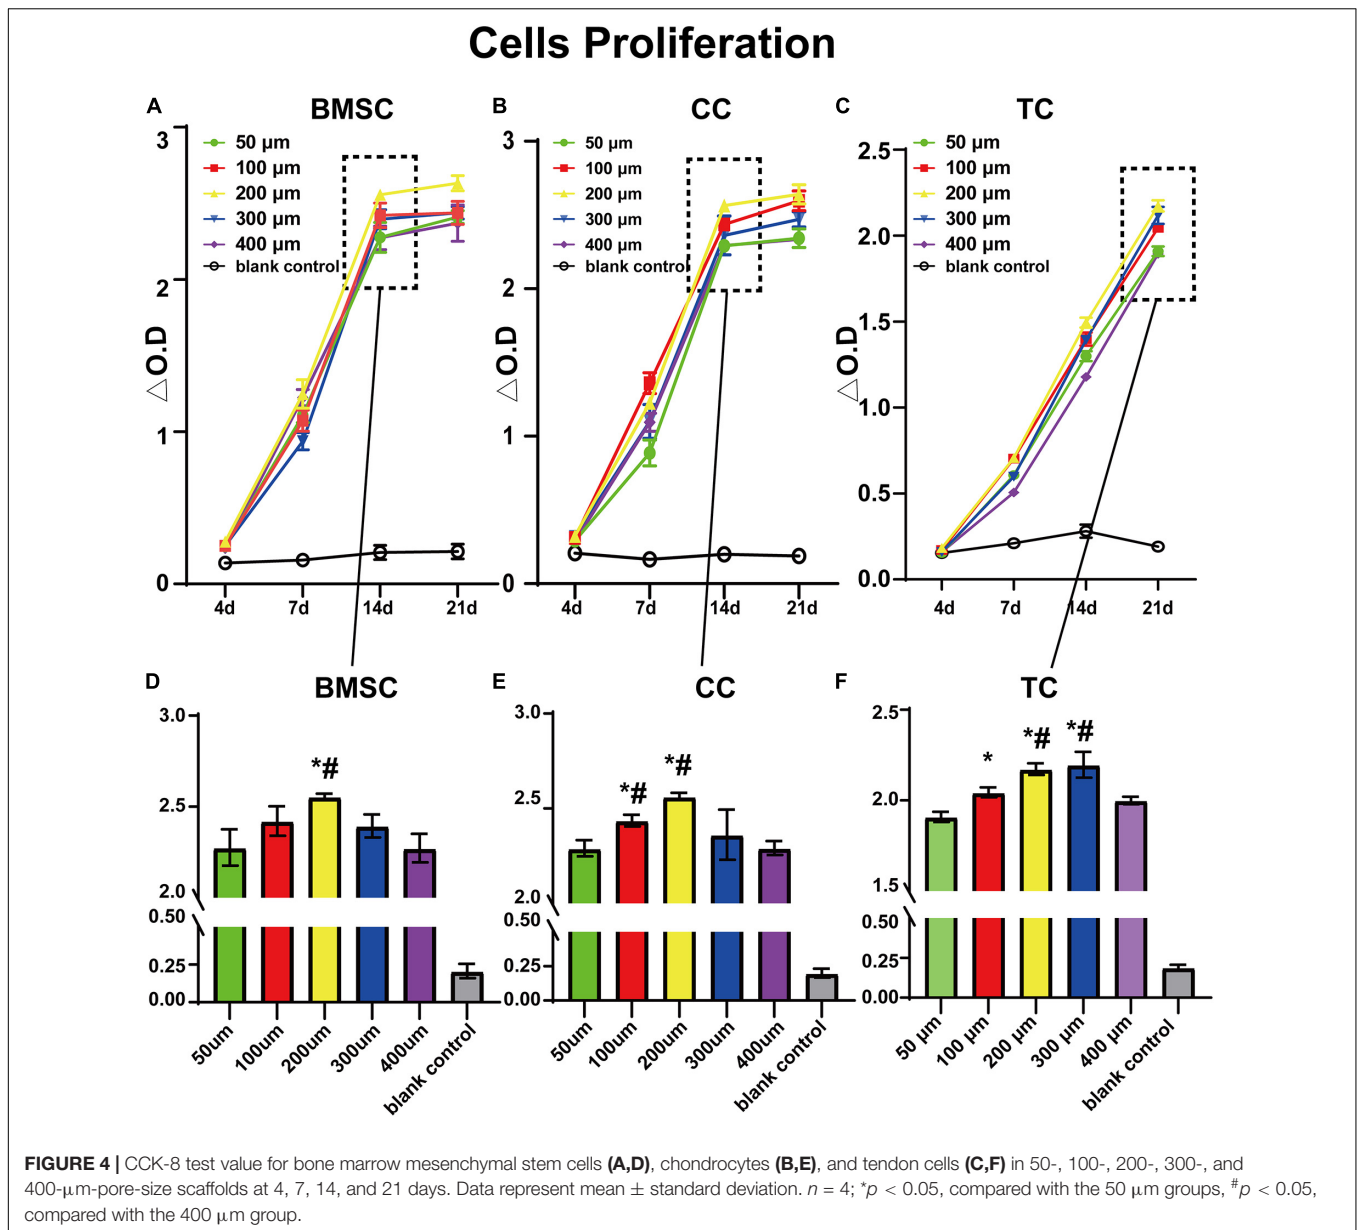 Cells Proliferation
A
BMSC
3
2
1
0
△O.D
50 µm
100 µm
200 µm
300 µm
400 µm
blank control
4d 7d 14d 21d
B
CC
3
2
1
0
△O.D
50 µm
100 µm
200 µm
300 µm
400 µm
blank control
4d 7d 14d 21d
C
TC
2.5
2.0
1.5
1.0
0.5
0.0
△O.D
50 µm
100 µm
200 µm
300 µm
400 µm
blank control
4d 7d 14d 21d
D
BMSC
3.0
2.5
2.0
0.50
0.25
0.00
*#
50um 100um 200um 300um 400um blank control
E
CC
3.0
2.5
2.0
0.50
0.25
0.00
*# *#
50um 100um 200um 300um 400um blank control
F
TC
2.5
2.0
1.5
0.50
0.25
0.00
* *# *#
50 µm 100 µm 200 µm 300 µm 400 µm blank control
FIGURE 4 | CCK-8 test value for bone marrow mesenchymal stem cells (A,D), chondrocytes (B,E), and tendon cells (C,F) in 50-, 100-, 200-, 300-, and
400-µm-pore-size scaffolds at 4, 7, 14, and 21 days. Data represent mean ± standard deviation. n = 4; *p < 0.05, compared with the 50 µm groups, #p < 0.05,
compared with the 400 µm group.